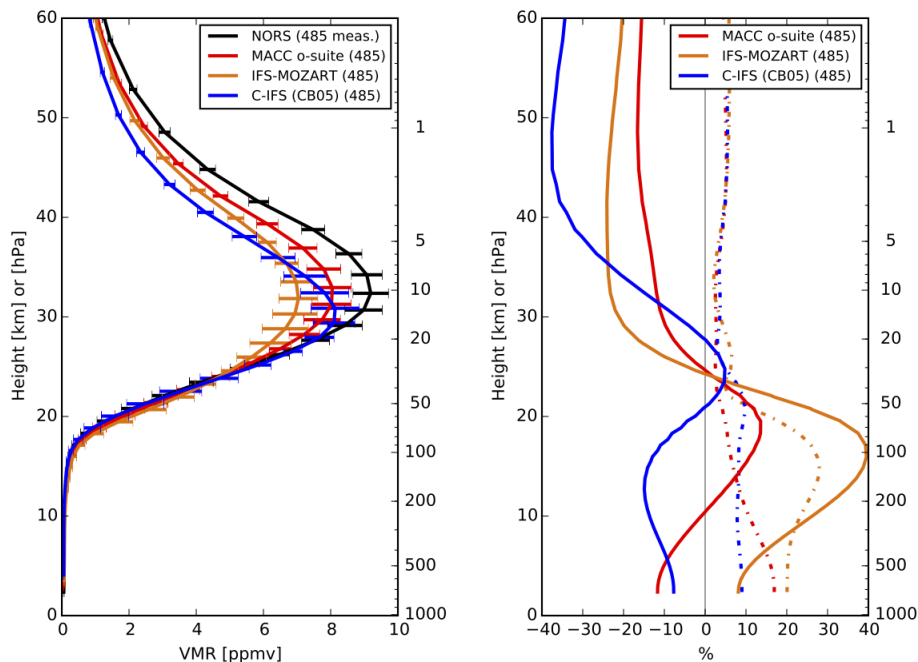 60
50
40
30
20
10
0
Height [km] or [hPa]
NORS (485 meas.)
MACC o-suite (485)
IFS-MOZART (485)
C-IFS (CB05) (485)
1
5
10
20
50
100
200
500
1000
0 2 4 6 8 10
VMR [ppmv]
60
50
40
30
20
10
0
Height [km] or [hPa]
MACC o-suite (485)
IFS-MOZART (485)
C-IFS (CB05) (485)
1
5
10
20
50
100
200
500
1000
−40 −30 −20 −10 0 10 20 30 40
%